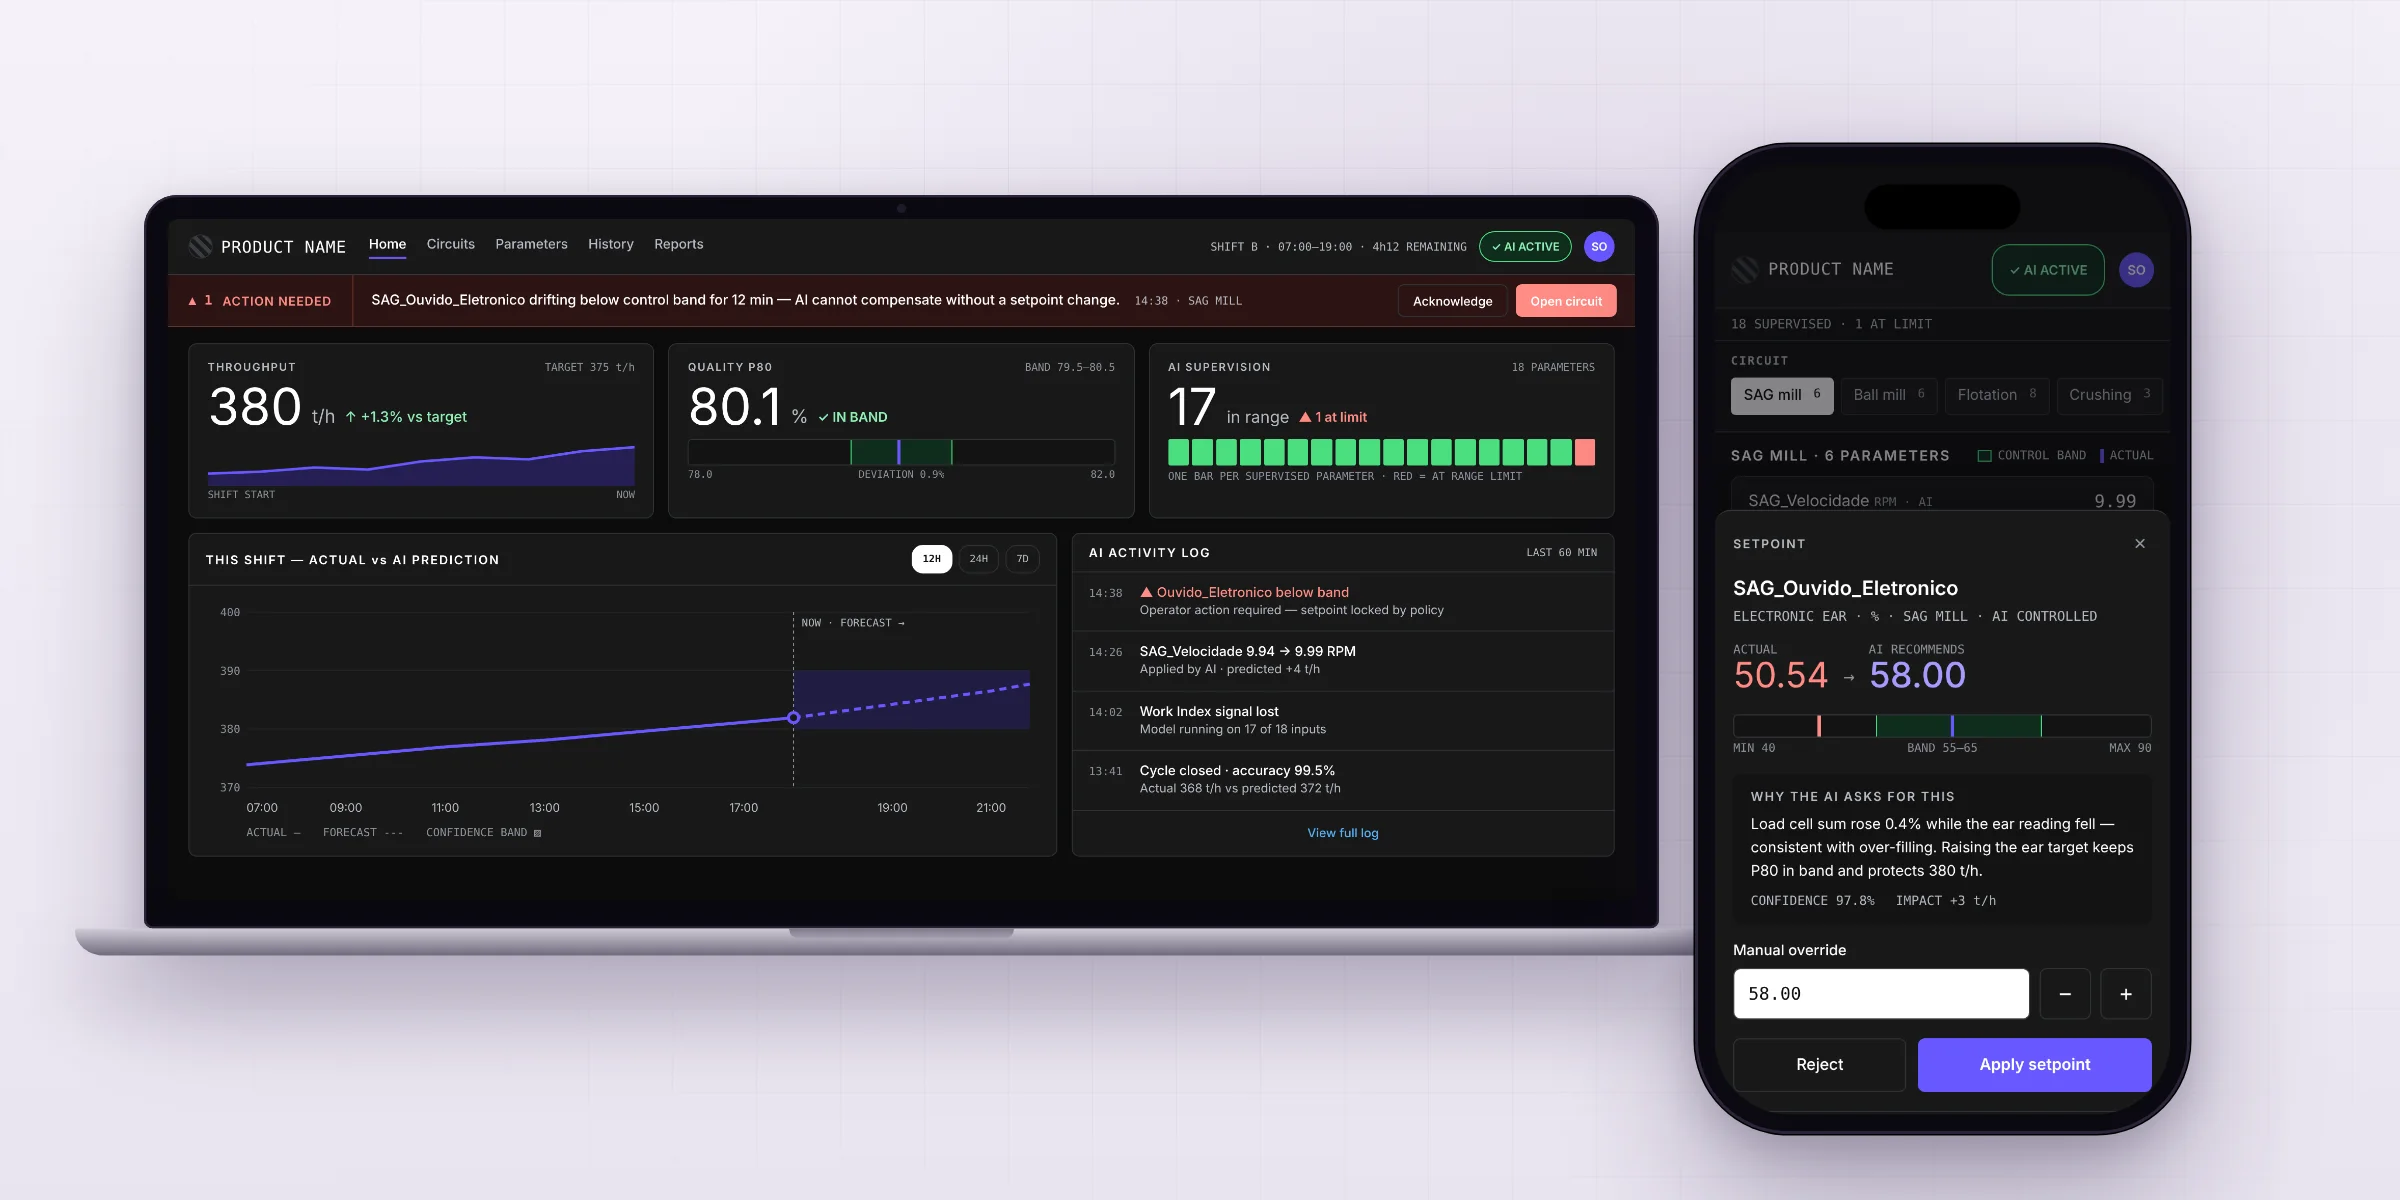 PRODUCT NAME
Home Circuits Parameters History Reports
SHIFT B · 07:00–19:00 · 4h12 REMAINING
✓ AI ACTIVE
SO
▲ 1 ACTION NEEDED
SAG_Ouvido_Eletronico drifting below control band for 12 min — AI cannot compensate without a setpoint change.
14:38 · SAG MILL
Acknowledge
Open circuit
THROUGHPUT
TARGET 375 t/h
380 t/h ↑ +1.3% vs target
SHIFT START
NOW
QUALITY P80
BAND 79.5–80.5
80.1 % ✓ IN BAND
78.0
DEVIATION 0.9%
82.0
AI SUPERVISION
18 PARAMETERS
17 in range ▲ 1 at limit
ONE BAR PER SUPERVISED PARAMETER · RED = AT RANGE LIMIT
THIS SHIFT — ACTUAL vs AI PREDICTION
12H 24H 7D
400
NOW · FORECAST →
390
380
370
07:00 09:00 11:00 13:00 15:00 17:00 19:00 21:00
ACTUAL — FORECAST --- CONFIDENCE BAND ▨
AI ACTIVITY LOG
LAST 60 MIN
14:38 ▲ Ouvido_Eletronico below band
Operator action required — setpoint locked by policy
14:26 SAG_Velocidade 9.94 → 9.99 RPM
Applied by AI · predicted +4 t/h
14:02 Work Index signal lost
Model running on 17 of 18 inputs
13:41 Cycle closed · accuracy 99.5%
Actual 368 t/h vs predicted 372 t/h
View full log
PRODUCT NAME
✓ AI ACTIVE
SO
18 SUPERVISED · 1 AT LIMIT
CIRCUIT
SAG mill 6 Ball mill 6 Flotation 8 Crushing 3
SAG MILL · 6 PARAMETERS
CONTROL BAND ACTUAL
SAG_Velocidade RPM · AI 9.99
SETPOINT ✕
SAG_Ouvido_Eletronico
ELECTRONIC EAR · % · SAG MILL · AI CONTROLLED
ACTUAL AI RECOMMENDS
50.54 → 58.00
MIN 40 BAND 55–65 MAX 90
WHY THE AI ASKS FOR THIS
Load cell sum rose 0.4% while the ear reading fell —
consistent with over-filling. Raising the ear target keeps
P80 in band and protects 380 t/h.
CONFIDENCE 97.8% IMPACT +3 t/h
Manual override
58.00 − +
Reject
Apply setpoint